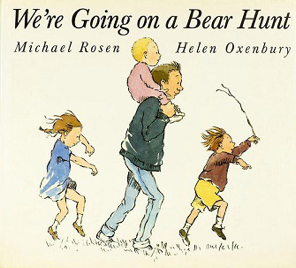 We're Going on a Bear Hunt
Michael Rosen Helen Oxenbury